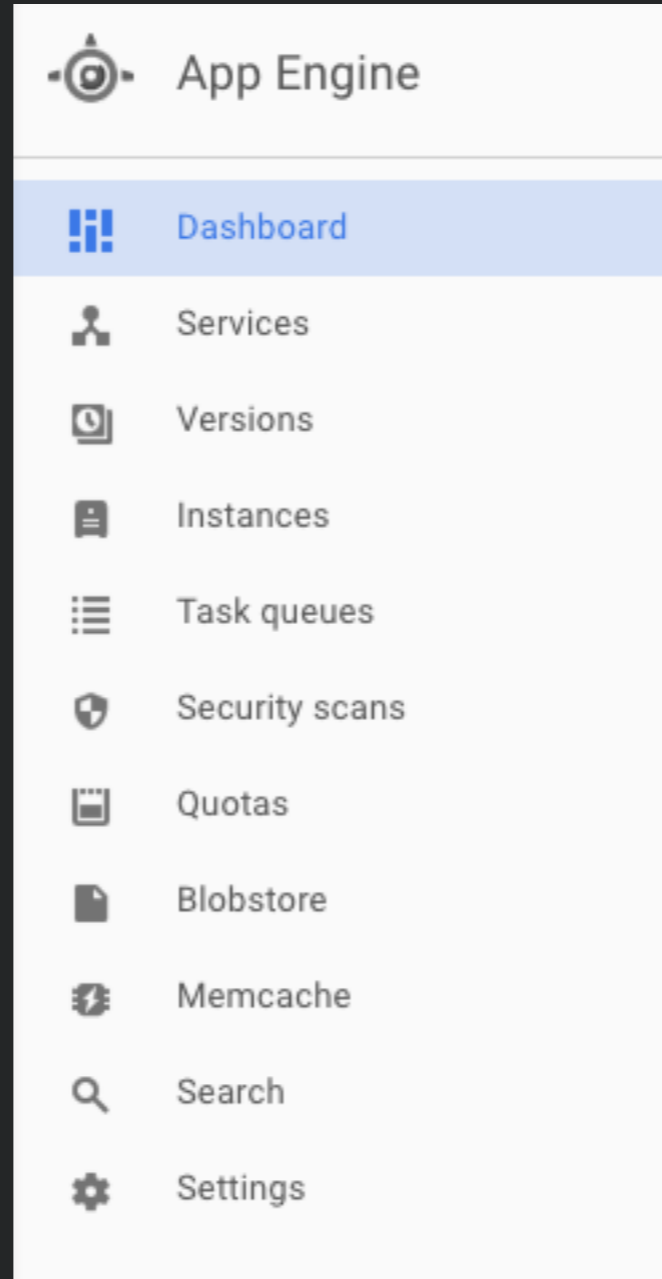 App Engine
Dashboard
Services
Versions
Instances
Task queues
Security scans
Quotas
Blobstore
Memcache
Search
Settings